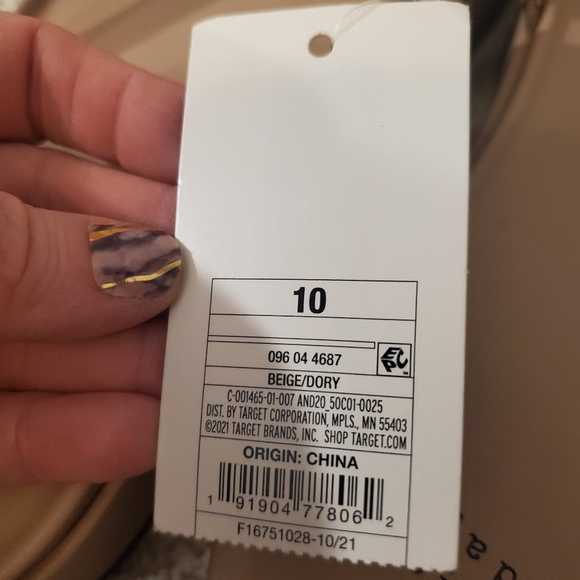 10
096 04 4687
EPC™
BEIGE/DORY
C-001465-01-007 AND20_50C01-0025
DIST. BY TARGET CORPORATION, MPLS., MN 55403
©2021 TARGET BRANDS, INC. SHOP TARGET.COM
ORIGIN: CHINA
1 91904 77806 2
F16751028-10/21